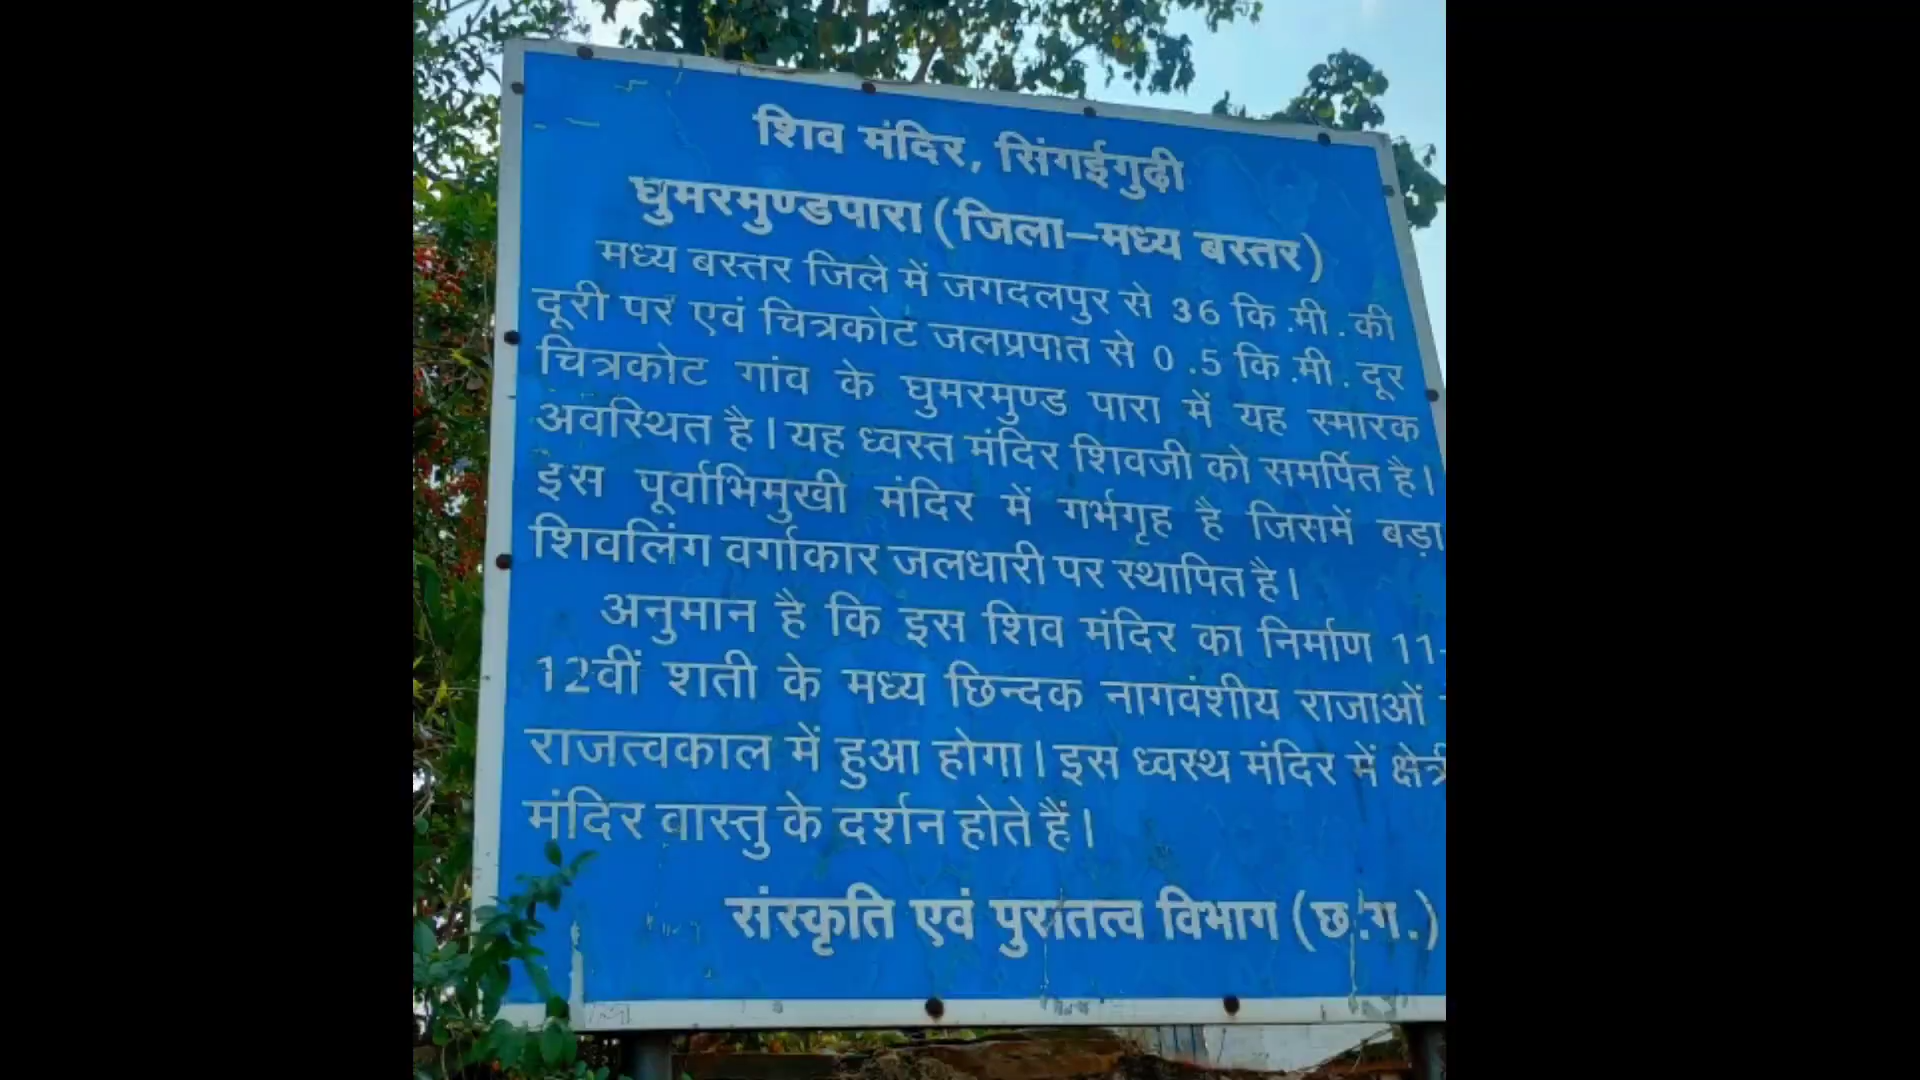 शिव मंदिर, सिंगईगुढ़ी
घुमरमुण्डपारा (जिला–मध्य बस्तर)
मध्य बस्तर जिले में जगदलपुर से 36 कि.मी. की
दूरी पर एवं चित्रकोट जलप्रपात से 0.5 कि.मी. दूर
चित्रकोट गांव के घुमरमुण्ड पारा में यह स्मारक
अवस्थित है। यह ध्वस्त मंदिर शिवजी को समर्पित है।
इस पूर्वाभिमुखी मंदिर में गर्भगृह है जिसमें बड़ा
शिवलिंग वर्गाकार जलधारी पर स्थापित है।
अनुमान है कि इस शिव मंदिर का निर्माण 11-
12वीं शती के मध्य छिन्दक नागवंशीय राजाओं
राजत्वकाल में हुआ होगा। इस ध्वस्थ मंदिर में
मंदिर वास्तु के दर्शन होते हैं।
संस्कृति एवं पुरातत्व विभाग (छ.ग.)